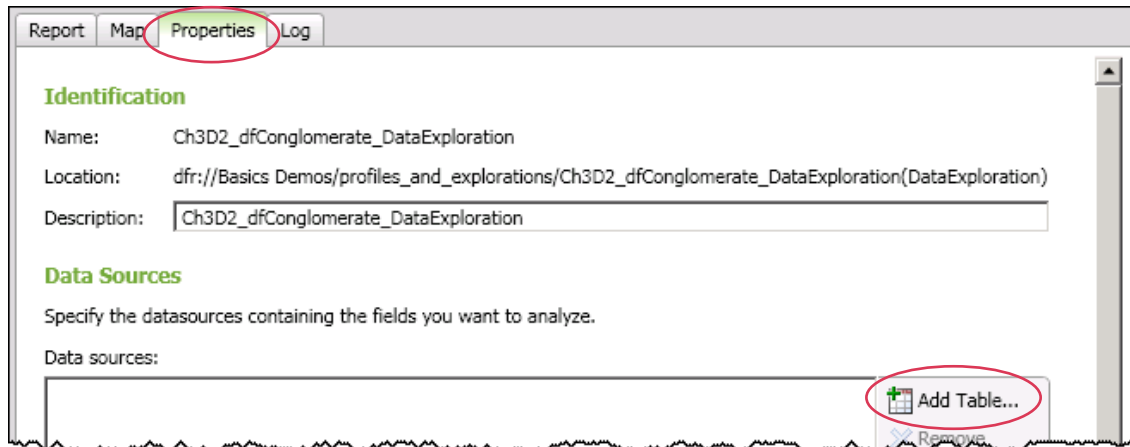 Report Map Properties Log
Identification
Name: Ch3D2_dfConglomerate_DataExploration
Location: dfr://Basics Demos/profiles_and_explorations/Ch3D2_dfConglomerate_DataExploration(DataExploration)
Description: Ch3D2_dfConglomerate_DataExploration
Data Sources
Specify the datasources containing the fields you want to analyze.
Data sources:
Add Table...
Remove